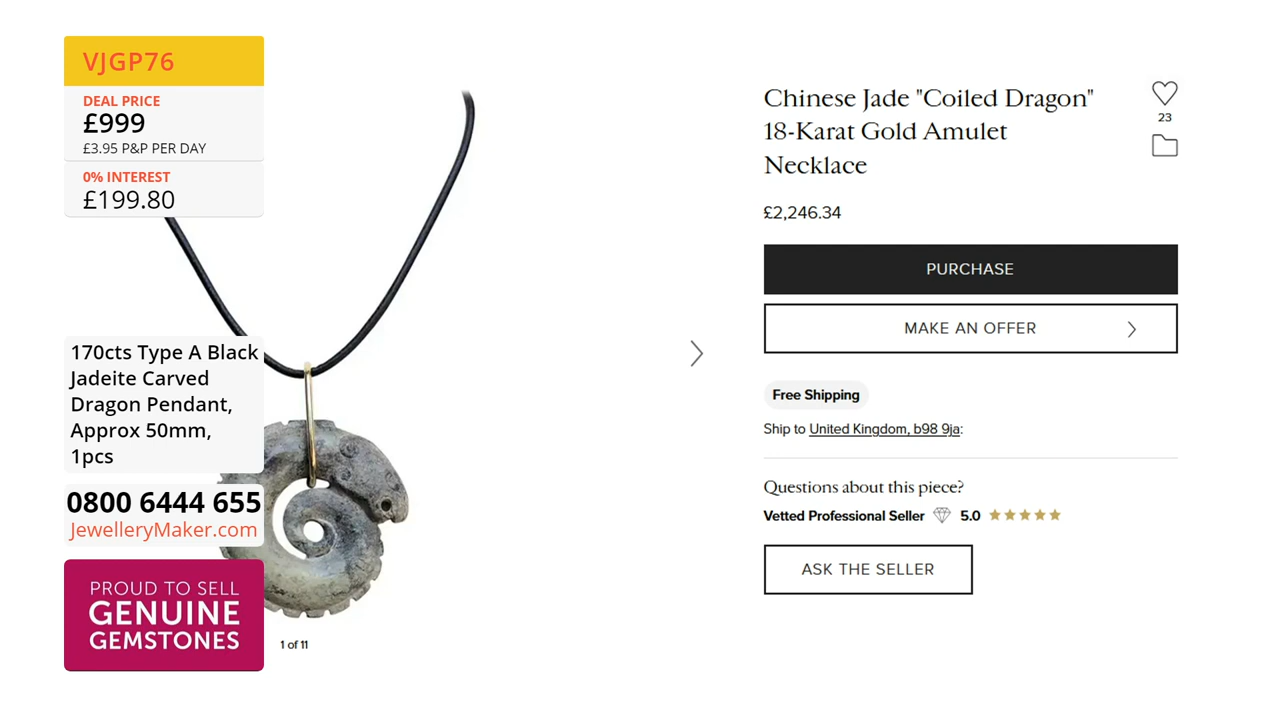 VJGP76
DEAL PRICE
£999
£3.95 P&P PER DAY
0% INTEREST
£199.80
170cts Type A Black
Jadeite Carved
Dragon Pendant,
Approx 50mm,
1pcs
0800 6444 655
JewelleryMaker.com
PROUD TO SELL
GENUINE
GEMSTONES
1 of 11
Chinese Jade "Coiled Dragon"
18-Karat Gold Amulet
Necklace
23
£2,246.34
PURCHASE
MAKE AN OFFER
Free Shipping
Ship to United Kingdom, b98 9ja:
Questions about this piece?
Vetted Professional Seller 5.0
ASK THE SELLER